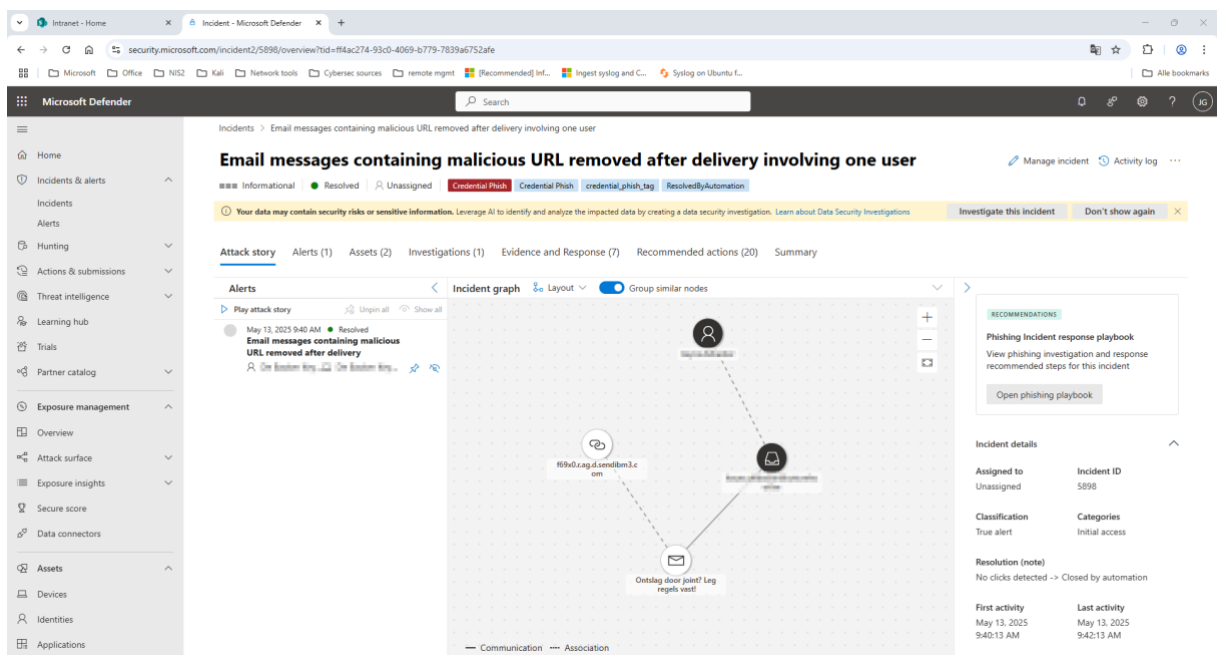 Intranet - Home
Incident - Microsoft Defender
security.microsoft.com/incident2/5898/overview?tid=ff4ac274-93c0-4069-b779-7839a6752afe
Microsoft
Office
NIS2
Kali
Network tools
Cybersec sources
remote mgmt
[Recommended] Inf...
Ingest syslog and C...
Syslog on Ubuntu f...
Alle bookmarks
Microsoft Defender
Search
JG
Home
Incidents & alerts
Incidents
Alerts
Hunting
Actions & submissions
Threat intelligence
Learning hub
Trials
Partner catalog
Exposure management
Overview
Attack surface
Exposure insights
Secure score
Data connectors
Assets
Devices
Identities
Applications
Incidents > Email messages containing malicious URL removed after delivery involving one user
Email messages containing malicious URL removed after delivery involving one user
Manage incident
Activity log
Informational
Resolved
Unassigned
Credential Phish
Credential Phish
credential_phish_tag
ResolvedByAutomation
Your data may contain security risks or sensitive information. Leverage AI to identify and analyze the impacted data by creating a data security investigation. Learn about Data Security Investigations
Investigate this incident
Don't show again
Attack story
Alerts (1)
Assets (2)
Investigations (1)
Evidence and Response (7)
Recommended actions (20)
Summary
Alerts
Play attack story
Unpin all
Show all
May 13, 2025 9:40 AM
Resolved
Email messages containing malicious
URL removed after delivery
Incident graph
Layout
Group similar nodes
f69x0.r.ag.d.sendibm3.c
om
Ontslag door joint? Leg
regels vast!
Communication
Association
RECOMMENDATIONS
Phishing Incident response playbook
View phishing investigation and response
recommended steps for this incident
Open phishing playbook
Incident details
Assigned to
Unassigned
Incident ID
5898
Classification
True alert
Categories
Initial access
Resolution (note)
No clicks detected -> Closed by automation
First activity
May 13, 2025
9:40:13 AM
Last activity
May 13, 2025
9:42:13 AM